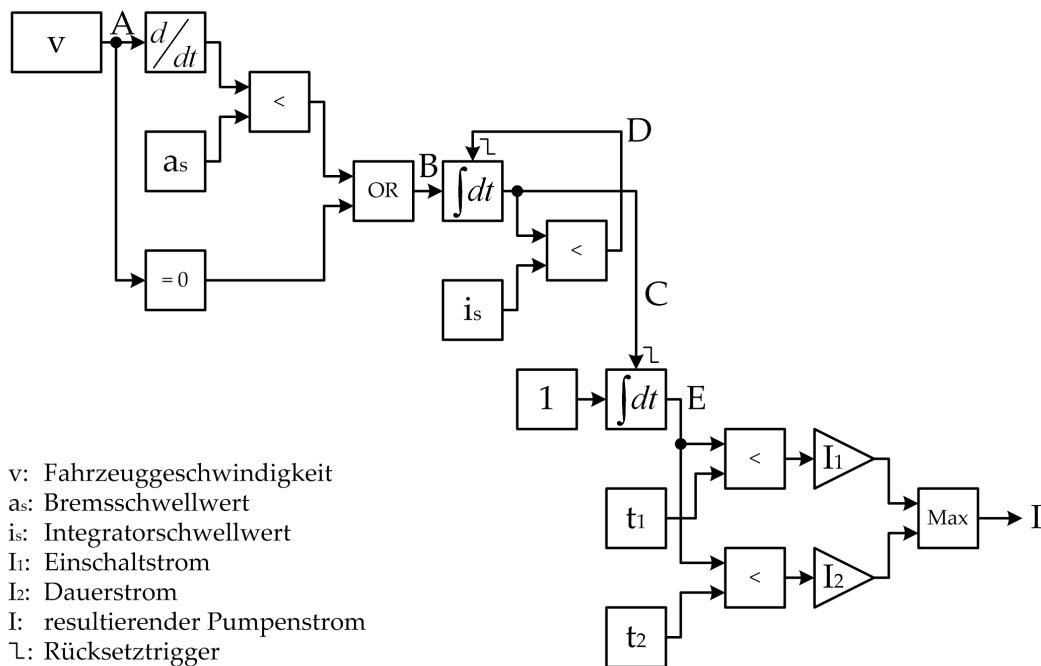 v
A
d/dt
<
as
= 0
OR
B
∫dt
D
<
is
C
1
∫dt
E
<
I1
t1
Max
I
<
I2
t2
v: Fahrzeuggeschwindigkeit
as: Bremsschwellwert
is: Integratorschwellwert
I1: Einschaltstrom
I2: Dauerstrom
I: resultierender Pumpenstrom
Rücksetztrigger